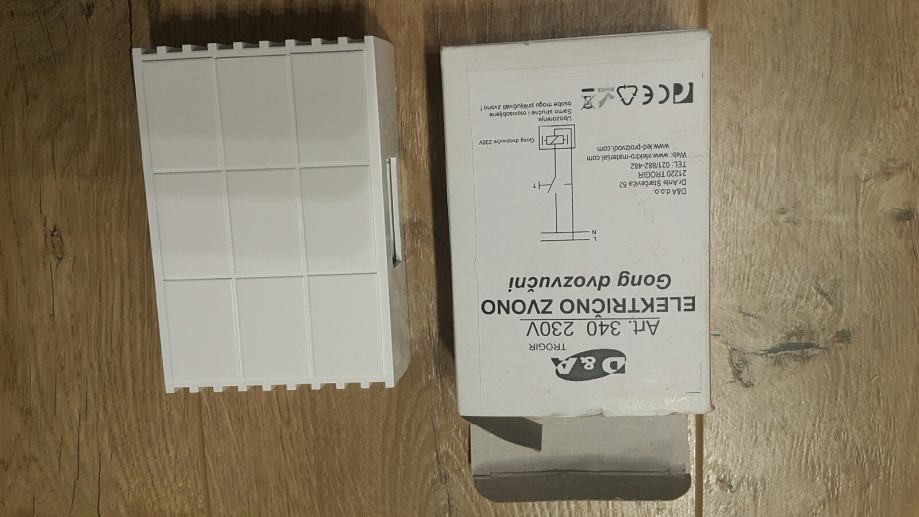 D&A
TROGIR
Art. 340 230V
ELEKTRIČNO ZVONO
Gong dvozvučni
L
N
T
Gong dvozvučni 230V
Upozorenje:
Samo stručne i osposobljene
osobe mogu priključivati zvono !
D&A d.o.o.
Dr.Ante Starčevića 52
21220 TROGIR
TEL: 021/882-482
Web: www.elektro-materijal.com
www.led-proizvodi.com
CE